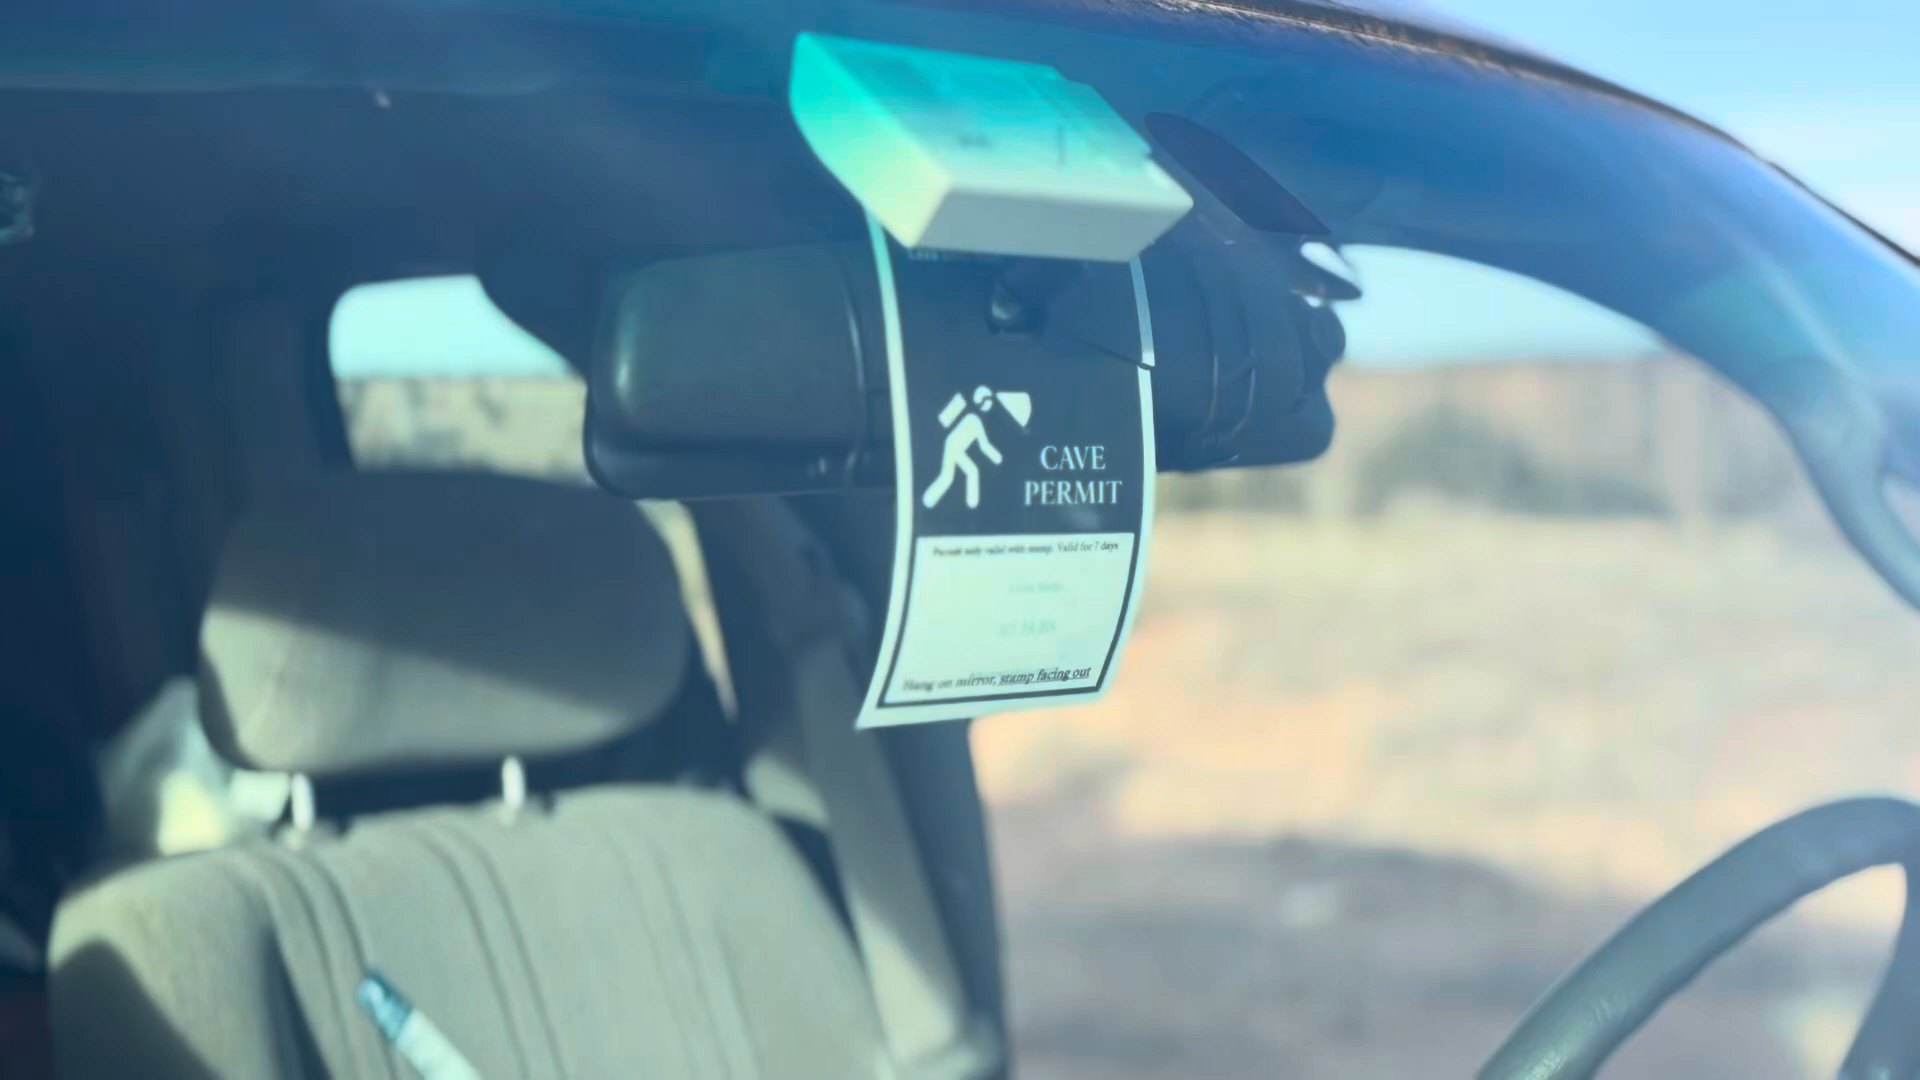 CAVE
PERMIT
Permit only valid with stamp. Valid for 7 days
Hang on mirror, stamp facing out